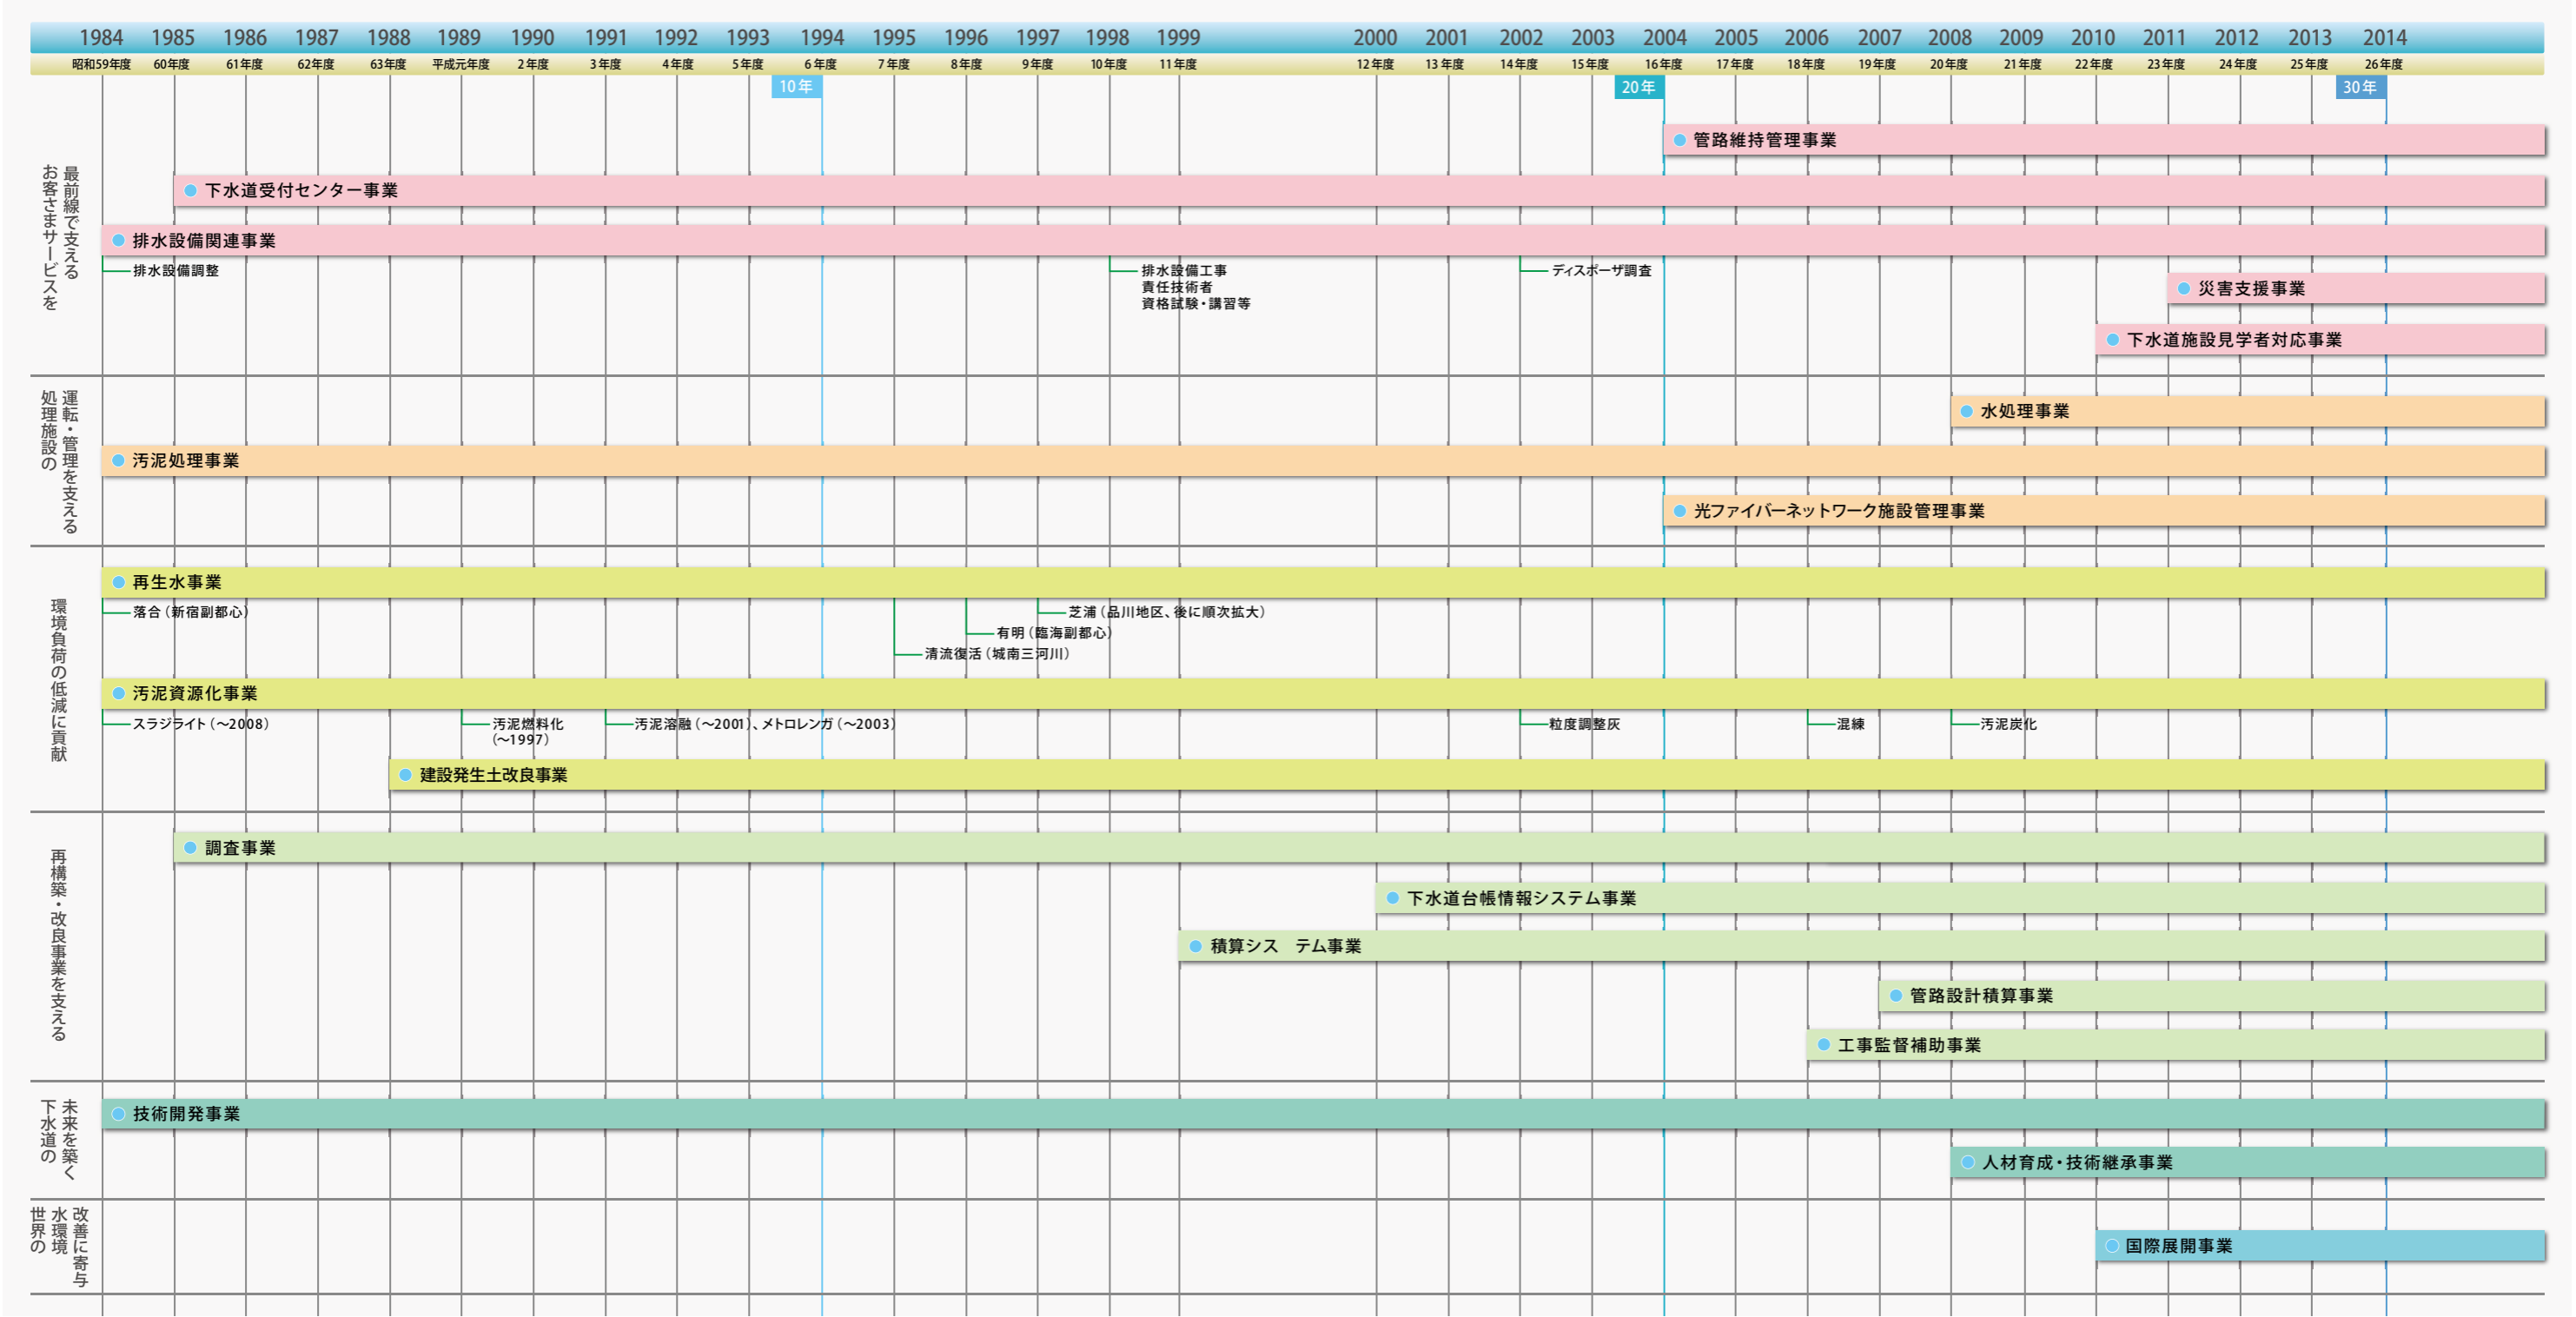 1984 1985 1986 1987 1988 1989 1990 1991 1992 1993 1994 1995 1996 1997 1998 1999 2000 2001 2002 2003 2004 2005 2006 2007 2008 2009 2010 2011 2012 2013 2014
昭和59年度 60年度 61年度 62年度 63年度 平成元年度 2年度 3年度 4年度 5年度 6年度 7年度 8年度 9年度 10年度 11年度 12年度 13年度 14年度 15年度 16年度 17年度 18年度 19年度 20年度 21年度 22年度 23年度 24年度 25年度 26年度
10年 20年 30年
最前線で支える
お客さまサービスを
管路維持管理事業
下水道受付センター事業
排水設備関連事業
排水設備調整
排水設備工事
責任技術者
資格試験・講習等
ディスポーザ調査
災害支援事業
下水道施設見学者対応事業
運転・管理を支える
処理施設の
水処理事業
汚泥処理事業
光ファイバーネットワーク施設管理事業
環境負荷の低減に貢献
再生水事業
落合（新宿副都心）
芝浦（品川地区、後に順次拡大）
有明（臨海副都心）
清流復活（城南三河川）
汚泥資源化事業
スラジライト（〜2008）
汚泥燃料化
（〜1997）
汚泥溶融（〜2001）、メトロレンガ（〜2003）
粒度調整灰
混練
汚泥炭化
建設発生土改良事業
再構築・改良事業を支える
調査事業
下水道台帳情報システム事業
積算シス　テム事業
管路設計積算事業
工事監督補助事業
未来を築く
下水道の
技術開発事業
人材育成・技術継承事業
改善に寄与
水環境
世界の
国際展開事業